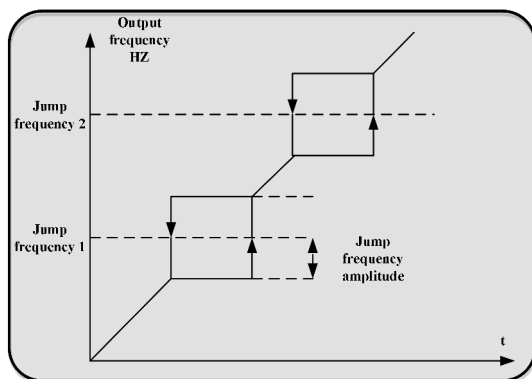 Output
frequency
HZ
Jump
frequency 2
Jump
frequency 1
Jump
frequency
amplitude
t